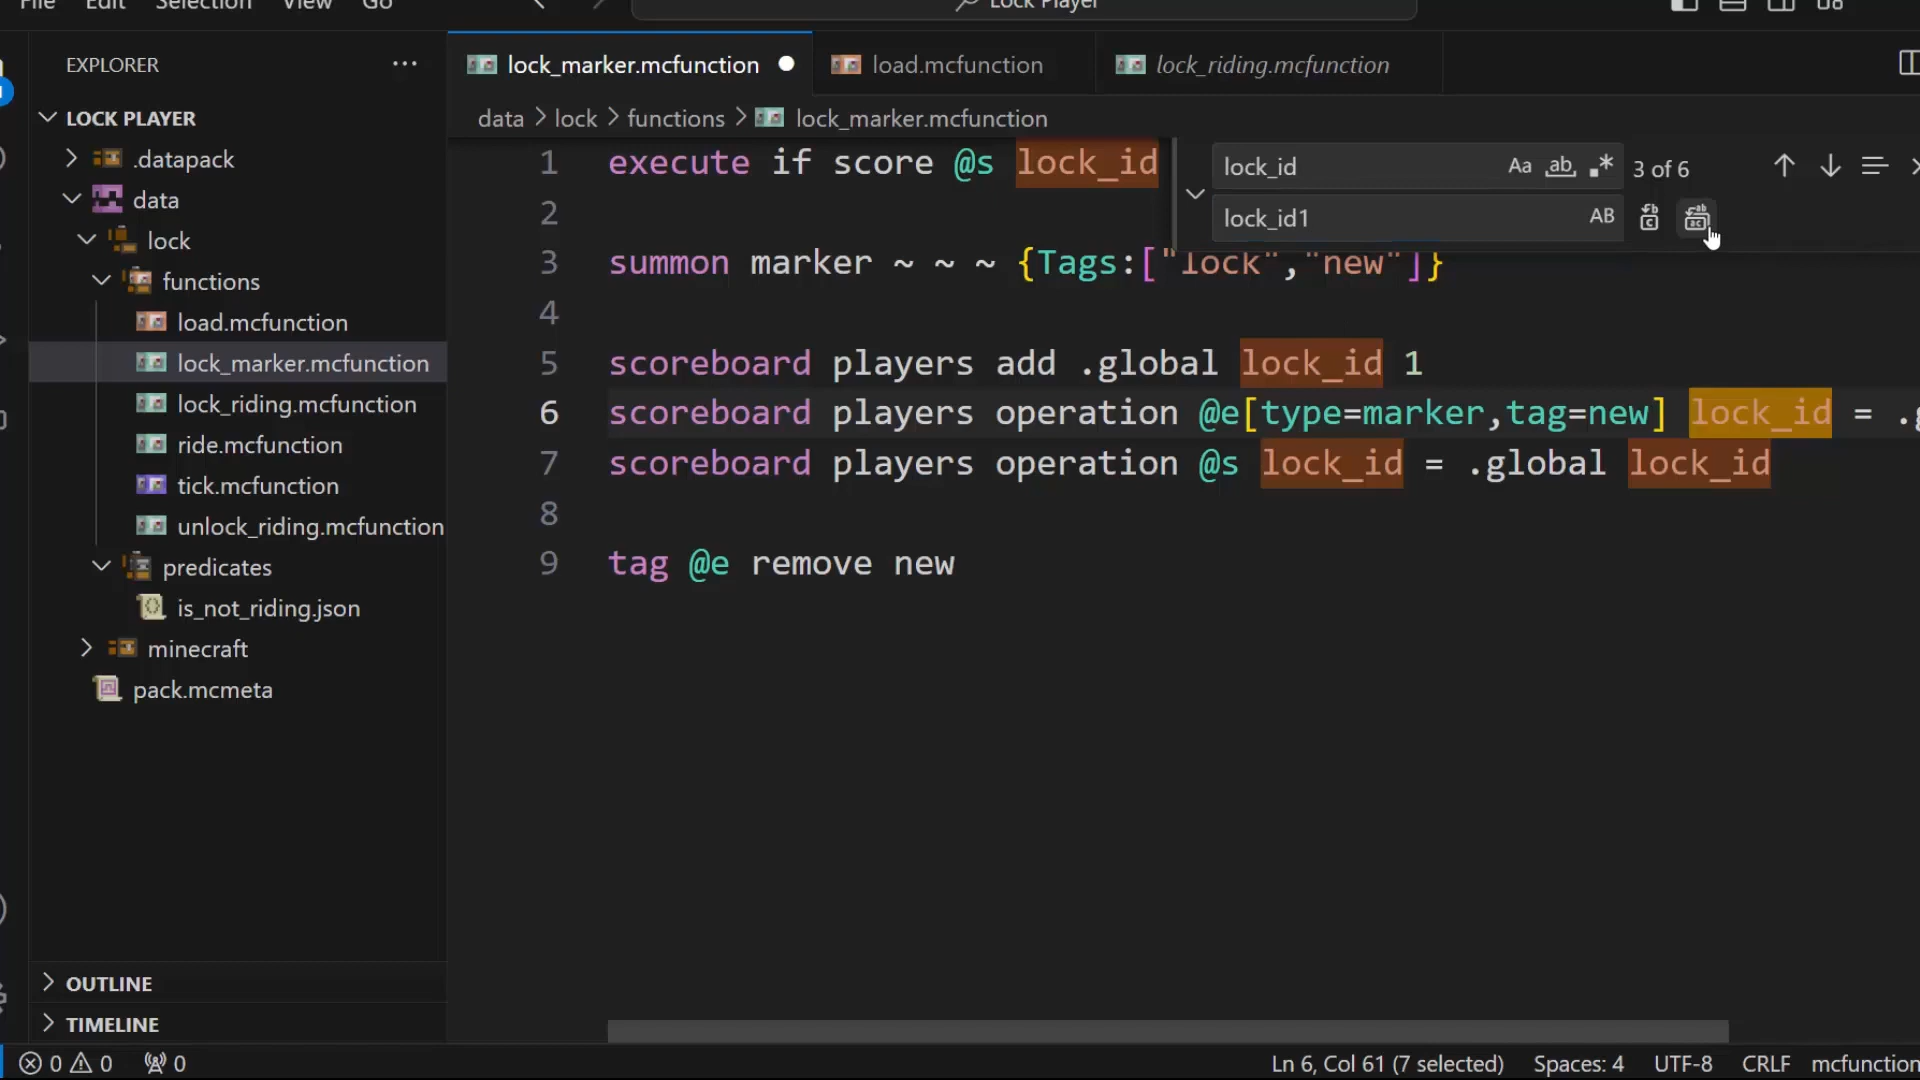 File Edit Selection View Go
Lock Player
EXPLORER
LOCK PLAYER
.datapack
data
lock
functions
load.mcfunction
lock_marker.mcfunction
lock_riding.mcfunction
ride.mcfunction
tick.mcfunction
unlock_riding.mcfunction
predicates
is_not_riding.json
minecraft
pack.mcmeta
OUTLINE
TIMELINE
lock_marker.mcfunction
load.mcfunction
lock_riding.mcfunction
data > lock > functions > lock_marker.mcfunction
lock_id Aa ab .* 3 of 6
lock_id1 AB
1 execute if score @s lock_id
2
3 summon marker ~ ~ ~ {Tags:["lock","new"]}
4
5 scoreboard players add .global lock_id 1
6 scoreboard players operation @e[type=marker,tag=new] lock_id = .g
7 scoreboard players operation @s lock_id = .global lock_id
8
9 tag @e remove new
0 0 0
Ln 6, Col 61 (7 selected) Spaces: 4 UTF-8 CRLF mcfunction